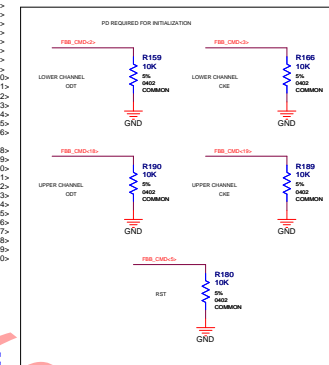 PD REQUIRED FOR INITIALIZATION
FBB_CMD<2>
R159
10K
5%
0402
COMMON
LOWER CHANNEL
ODT
GND
FBB_CMD<3>
R166
10K
5%
0402
COMMON
LOWER CHANNEL
CKE
GND
FBB_CMD<18>
R190
10K
5%
0402
COMMON
UPPER CHANNEL
ODT
GND
FBB_CMD<19>
R189
10K
5%
0402
COMMON
UPPER CHANNEL
CKE
GND
FBB_CMD<5>
R180
10K
5%
0402
COMMON
RST
GND